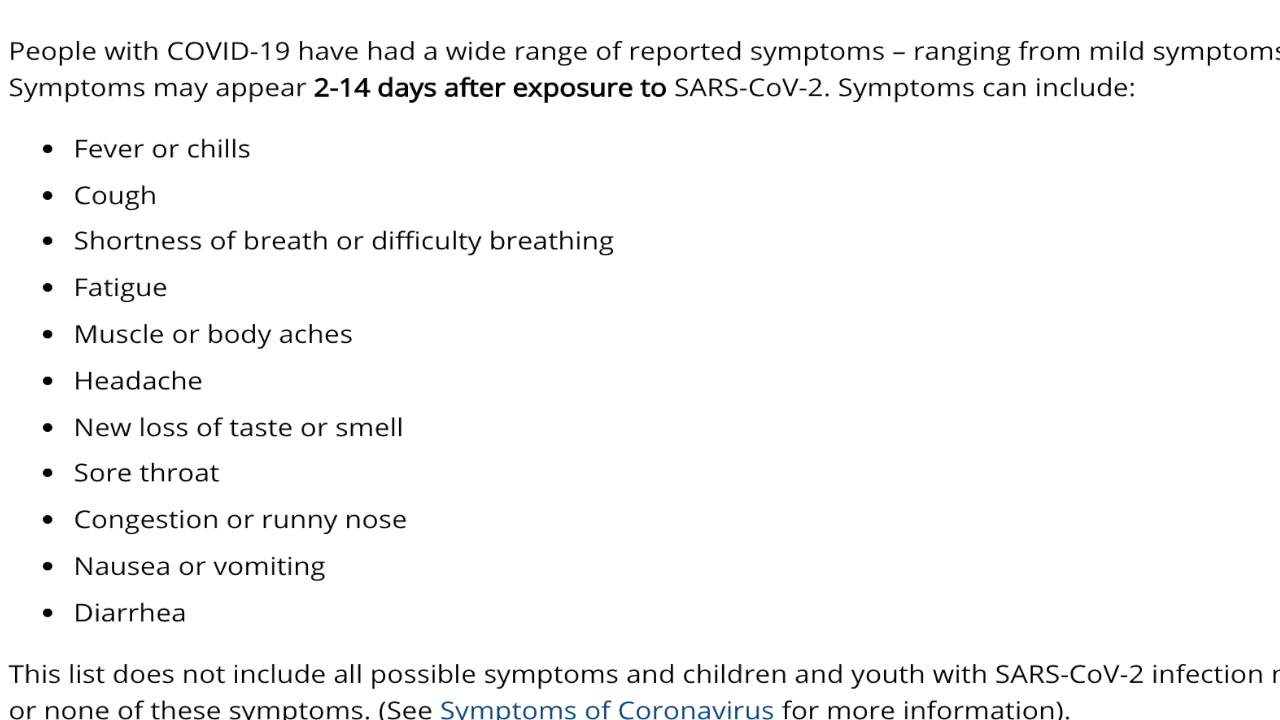 People with COVID-19 have had a wide range of reported symptoms – ranging from mild symptoms
Symptoms may appear 2-14 days after exposure to SARS-CoV-2. Symptoms can include:
• Fever or chills
• Cough
• Shortness of breath or difficulty breathing
• Fatigue
• Muscle or body aches
• Headache
• New loss of taste or smell
• Sore throat
• Congestion or runny nose
• Nausea or vomiting
• Diarrhea
This list does not include all possible symptoms and children and youth with SARS-CoV-2 infection
or none of these symptoms. (See Symptoms of Coronavirus for more information).